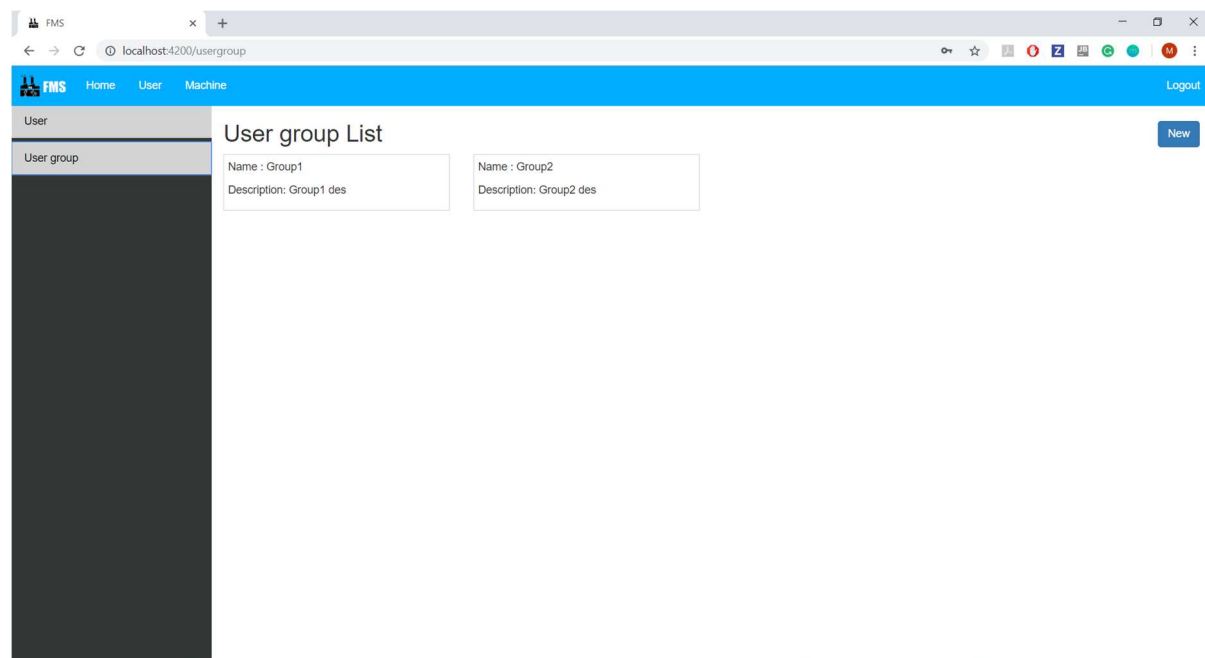 FMS
localhost:4200/usergroup
FMS Home User Machine Logout
User
User group
User group List
New
Name : Group1
Description: Group1 des
Name : Group2
Description: Group2 des
Z
G
M